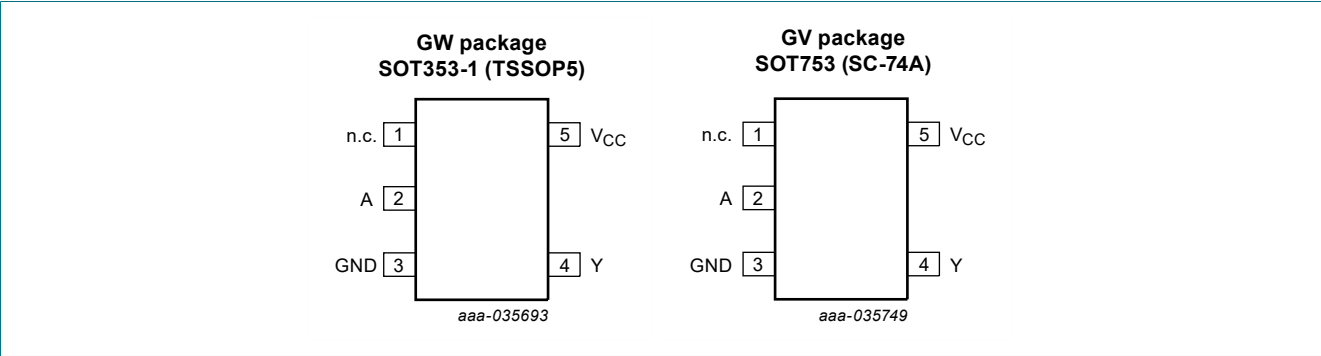 GW package
SOT353-1 (TSSOP5)
n.c. 1
5 VCC
A 2
GND 3
4 Y
aaa-035693
GV package
SOT753 (SC-74A)
n.c. 1
5 VCC
A 2
GND 3
4 Y
aaa-035749